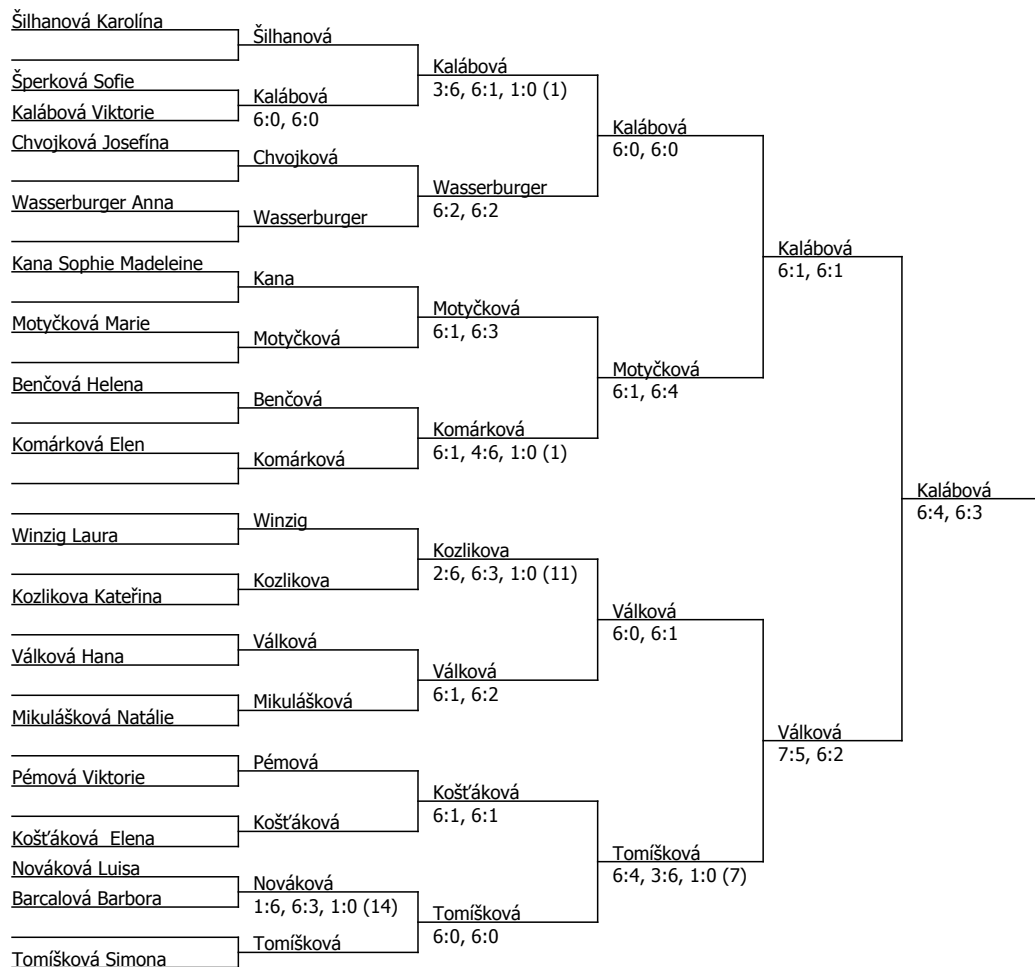 Šilhanová Karolína
Šilhanová
Kalábová
3:6, 6:1, 1:0 (1)
Šperková Sofie
Kalábová
6:0, 6:0
Kalábová Viktorie
Kalábová
6:0, 6:0
Chvojková Josefína
Chvojková
Wasserburger
6:2, 6:2
Wasserburger Anna
Wasserburger
Kalábová
6:1, 6:1
Kana Sophie Madeleine
Kana
Motyčková
6:1, 6:3
Motyčková Marie
Motyčková
Motyčková
6:1, 6:4
Benčová Helena
Benčová
Komárková
6:1, 4:6, 1:0 (1)
Komárková Elen
Komárková
Kalábová
6:4, 6:3
Winzig
Winzig Laura
Kozlikova
2:6, 6:3, 1:0 (11)
Kozlikova
Kozlikova Kateřina
Válková
6:0, 6:1
Válková
Válková Hana
Válková
6:1, 6:2
Mikulášková
Mikulášková Natálie
Válková
7:5, 6:2
Pémová
Pémová Viktorie
Košťáková
6:1, 6:1
Košťáková
Košťáková  Elena
Tomíšková
6:4, 3:6, 1:0 (7)
Nováková Luisa
Nováková
1:6, 6:3, 1:0 (14)
Barcalová Barbora
Tomíšková
6:0, 6:0
Tomíšková
Tomíšková Simona